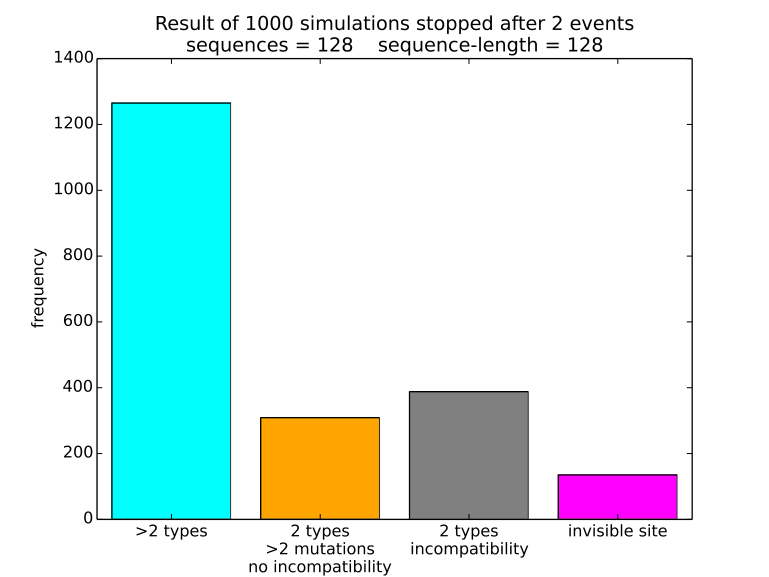 Result of 1000 simulations stopped after 2 events
sequences = 128    sequence-length = 128
frequency
1400
1200
1000
800
600
400
200
0
>2 types
2 types
>2 mutations
no incompatibility
2 types
incompatibility
invisible site